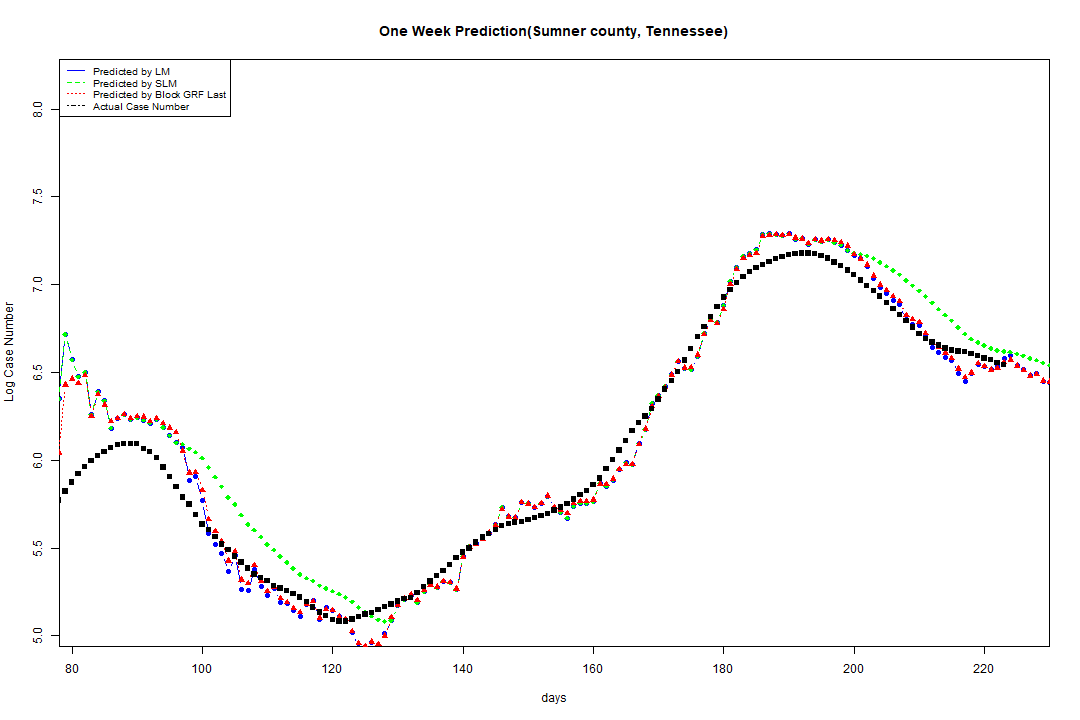 One Week Prediction(Sumner county, Tennessee)
Predicted by LM
Predicted by SLM
Predicted by Block GRF Last
Actual Case Number
Log Case Number
8.0
7.5
7.0
6.5
6.0
5.5
5.0
80 100 120 140 160 180 200 220
days